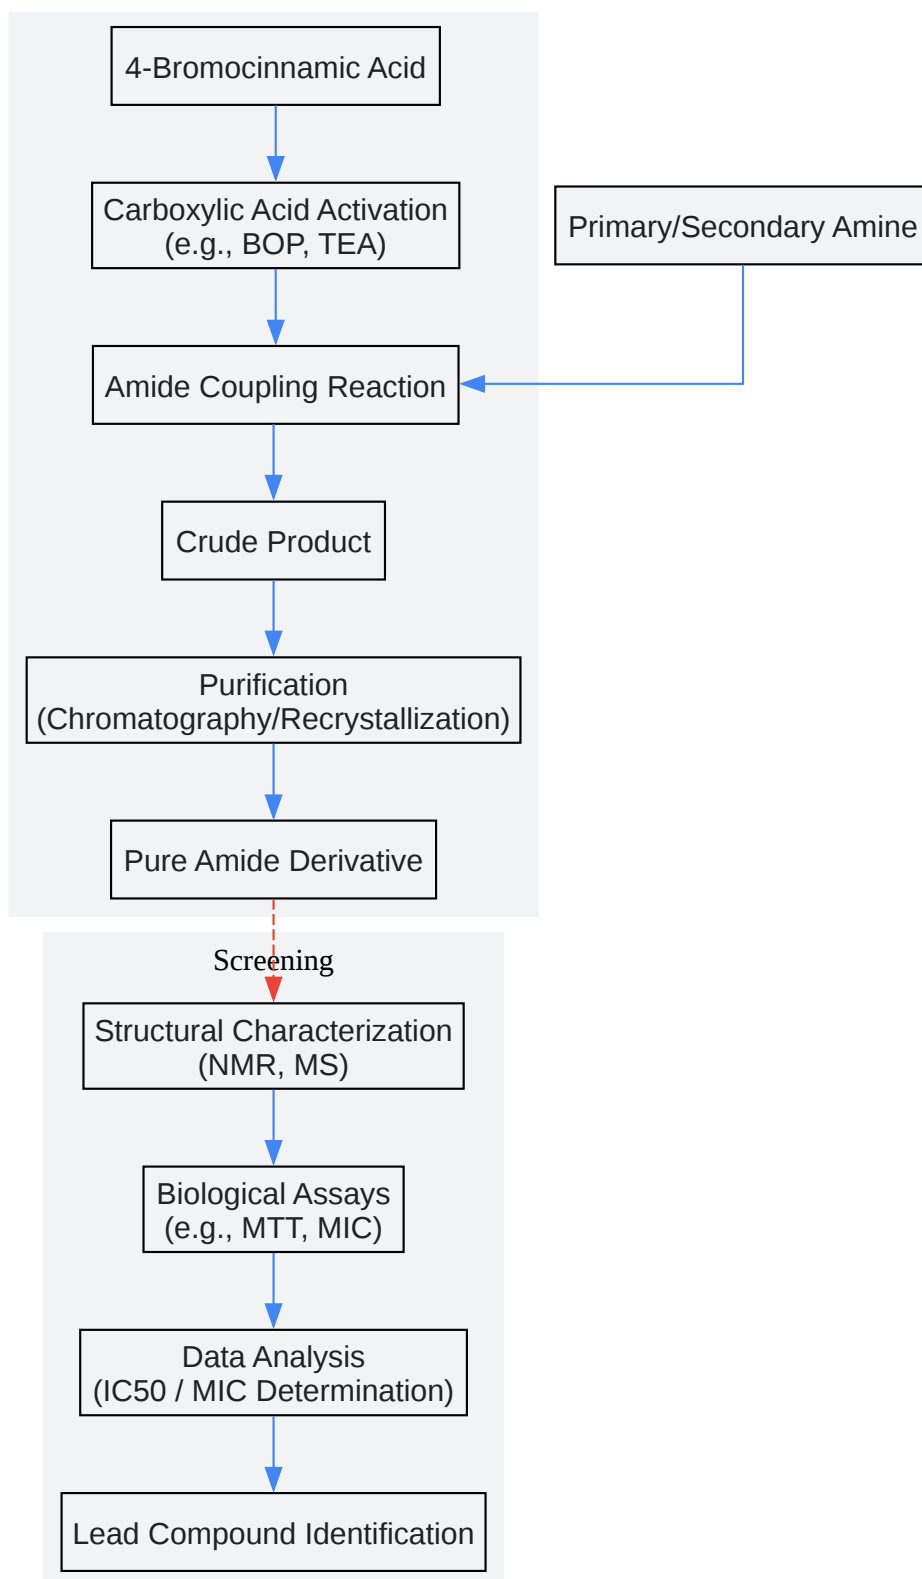 4-Bromocinnamic Acid
Carboxylic Acid Activation
(e.g., BOP, TEA)
Primary/Secondary Amine
Amide Coupling Reaction
Crude Product
Purification
(Chromatography/Recrystallization)
Pure Amide Derivative
Screening
Structural Characterization
(NMR, MS)
Biological Assays
(e.g., MTT, MIC)
Data Analysis
(IC50 / MIC Determination)
Lead Compound Identification